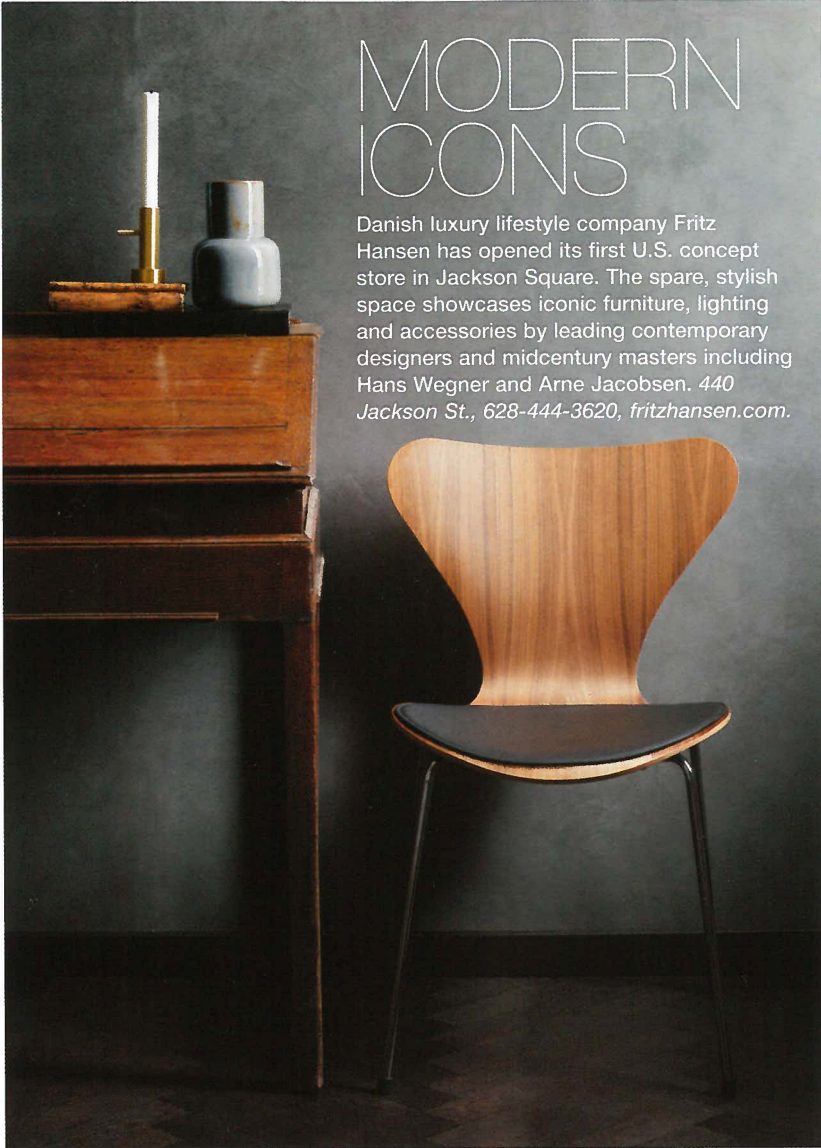 MODERN
ICONS
Danish luxury lifestyle company Fritz
Hansen has opened its first U.S. concept
store in Jackson Square. The spare, stylish
space showcases iconic furniture, lighting
and accessories by leading contemporary
designers and midcentury masters including
Hans Wegner and Arne Jacobsen. 440
Jackson St., 628-444-3620, fritzhansen.com.